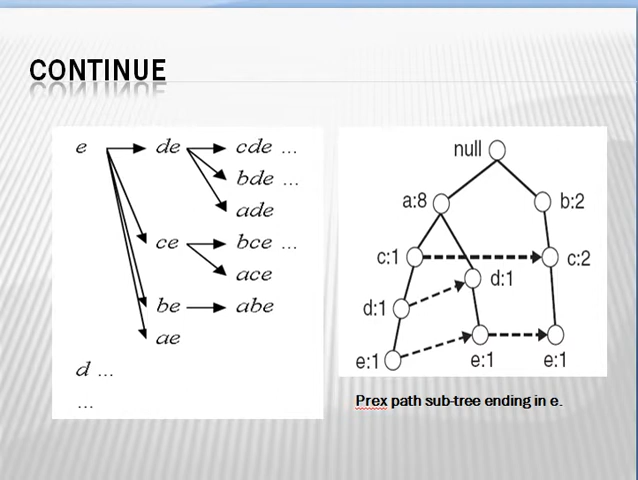 CONTINUE
e de cde ...
bde ...
ade
ce bce ...
ace
be abe
ae
d ...
...
null
a:8 b:2
c:1 c:2
d:1
d:1
e:1 e:1 e:1
Prex path sub-tree ending in e.